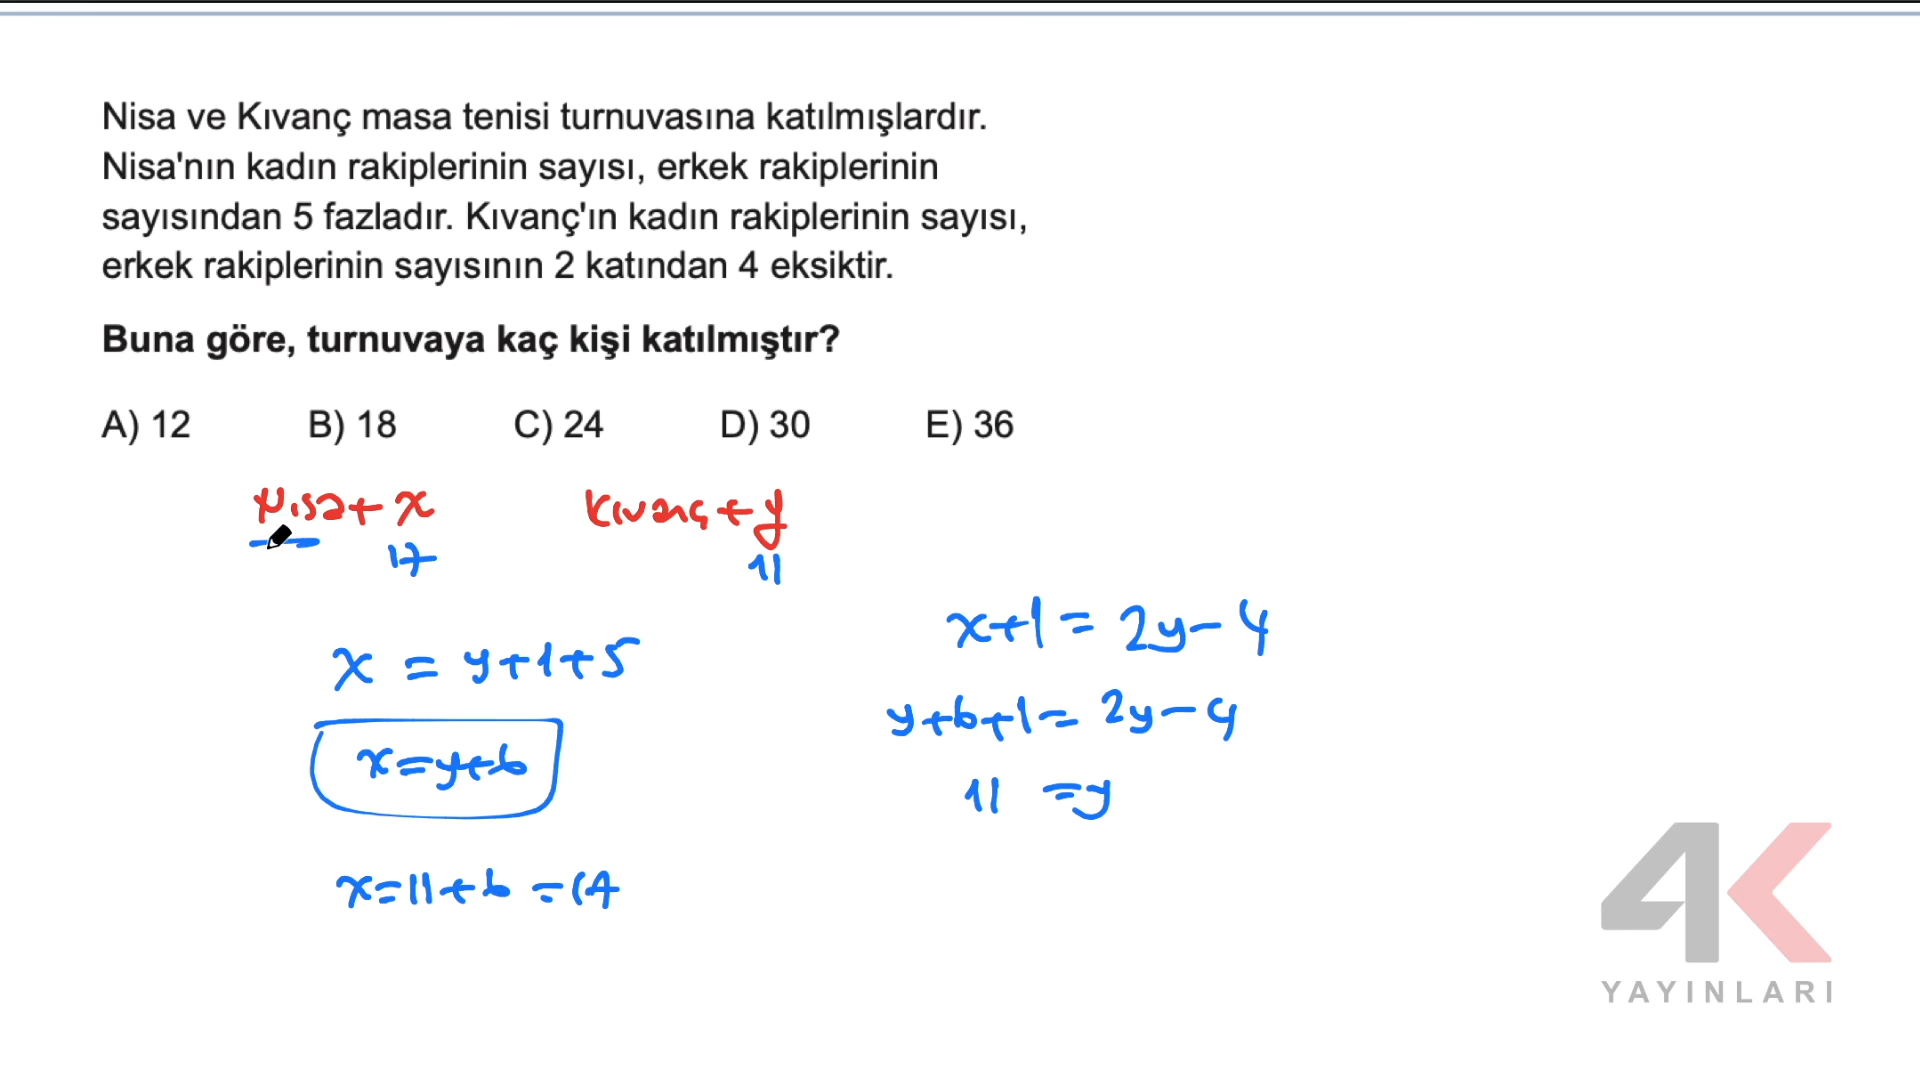 Nisa ve Kıvanç masa tenisi turnuvasına katılmışlardır.
Nisa'nın kadın rakiplerinin sayısı, erkek rakiplerinin
sayısından 5 fazladır. Kıvanç'ın kadın rakiplerinin sayısı,
erkek rakiplerinin sayısının 2 katından 4 eksiktir.
Buna göre, turnuvaya kaç kişi katılmıştır?
A) 12 B) 18 C) 24 D) 30 E) 36
Nisa + x Kıvanç + y
17 11
x = y+1+5
x=y+6
x=11+6 =17
x+1 = 2y-4
y+6+1 = 2y-4
11 =y
4K
YAYINLARI